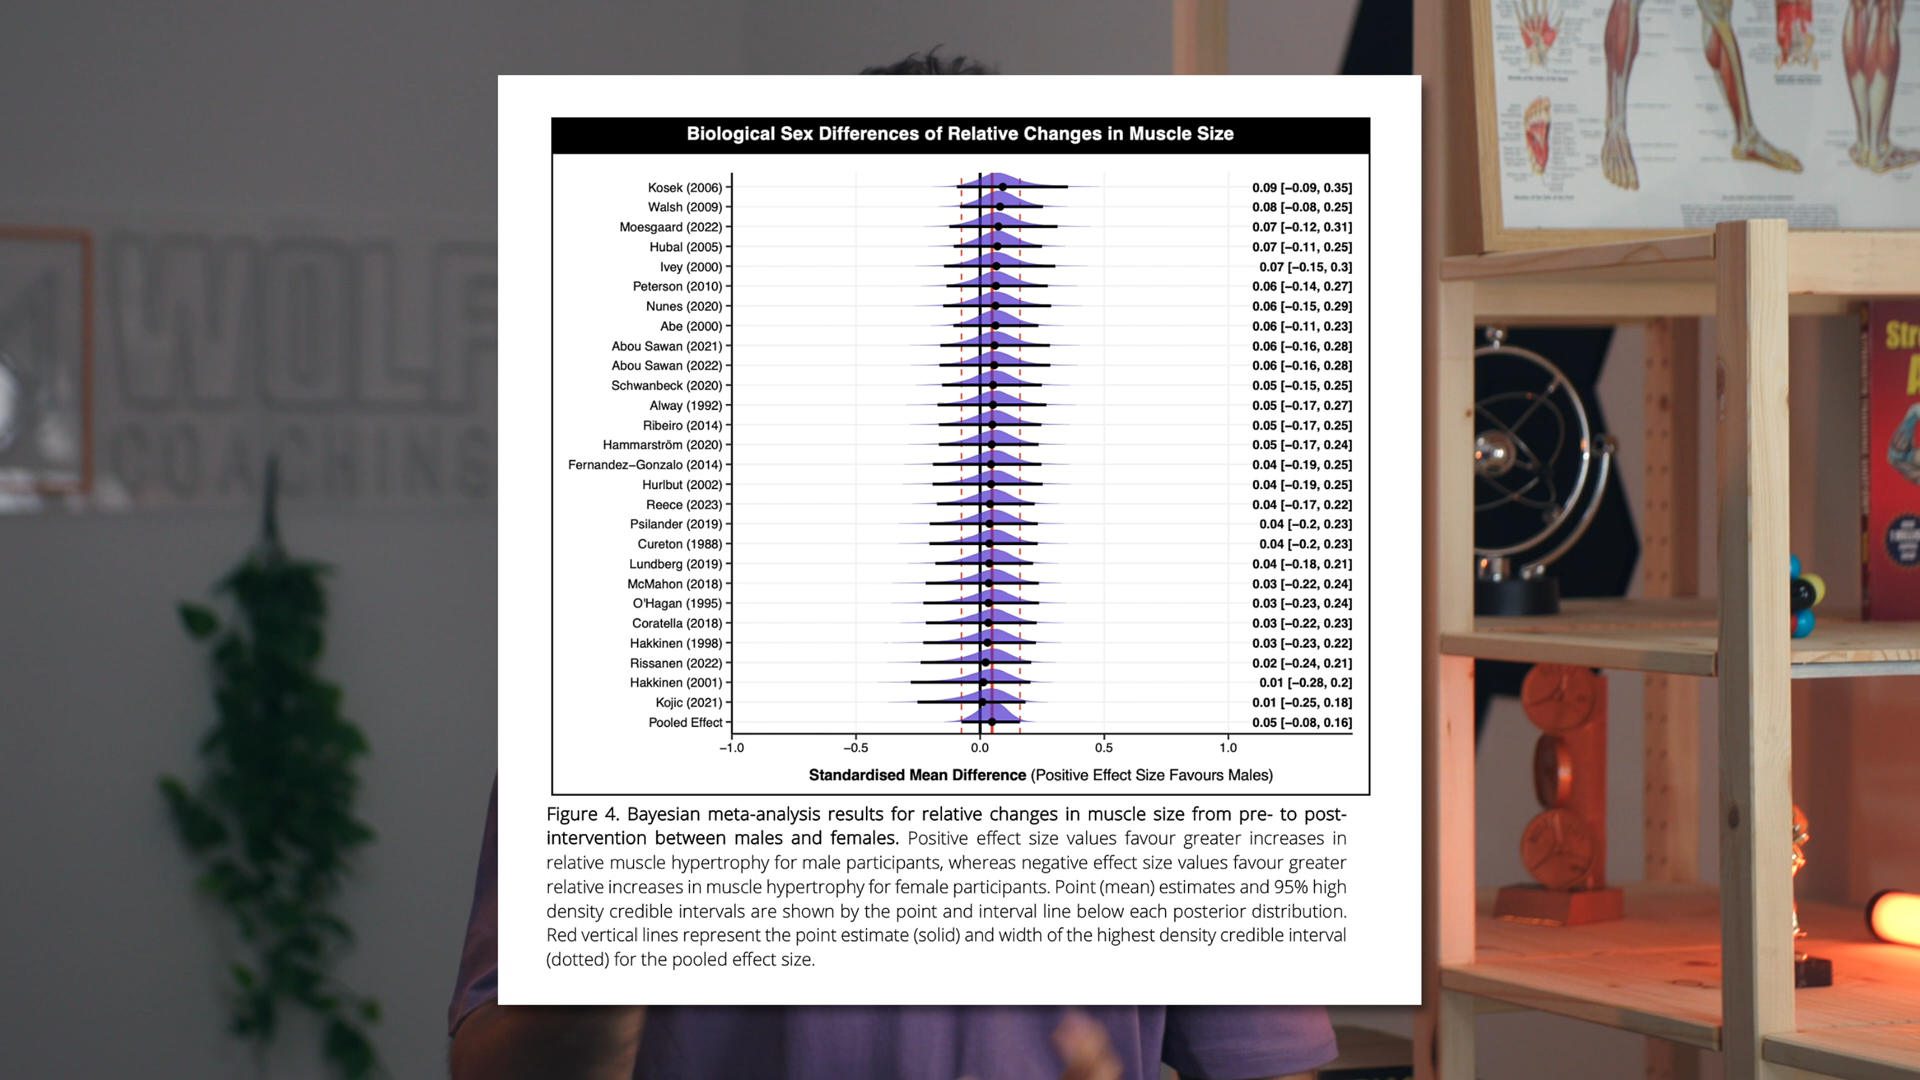 WOLF
COACHING
Biological Sex Differences of Relative Changes in Muscle Size
Kosek (2006) 0.09 [−0.09, 0.35]
Walsh (2009) 0.08 [−0.08, 0.25]
Moesgaard (2022) 0.07 [−0.12, 0.31]
Hubal (2005) 0.07 [−0.11, 0.25]
Ivey (2000) 0.07 [−0.15, 0.3]
Peterson (2010) 0.06 [−0.14, 0.27]
Nunes (2020) 0.06 [−0.15, 0.29]
Abe (2000) 0.06 [−0.11, 0.23]
Abou Sawan (2021) 0.06 [−0.16, 0.28]
Abou Sawan (2022) 0.06 [−0.16, 0.28]
Schwanbeck (2020) 0.05 [−0.15, 0.25]
Alway (1992) 0.05 [−0.17, 0.27]
Ribeiro (2014) 0.05 [−0.17, 0.25]
Hammarström (2020) 0.05 [−0.17, 0.24]
Fernandez−Gonzalo (2014) 0.04 [−0.19, 0.25]
Hurlbut (2002) 0.04 [−0.19, 0.25]
Reece (2023) 0.04 [−0.17, 0.22]
Psilander (2019) 0.04 [−0.2, 0.23]
Cureton (1988) 0.04 [−0.2, 0.23]
Lundberg (2019) 0.04 [−0.18, 0.21]
McMahon (2018) 0.03 [−0.22, 0.24]
O'Hagan (1995) 0.03 [−0.23, 0.24]
Coratella (2018) 0.03 [−0.22, 0.23]
Hakkinen (1998) 0.03 [−0.23, 0.22]
Rissanen (2022) 0.02 [−0.24, 0.21]
Hakkinen (2001) 0.01 [−0.28, 0.2]
Kojic (2021) 0.01 [−0.25, 0.18]
Pooled Effect 0.05 [−0.08, 0.16]
−1.0 −0.5 0.0 0.5 1.0
Standardised Mean Difference (Positive Effect Size Favours Males)
Figure 4. Bayesian meta-analysis results for relative changes in muscle size from pre- to post-
intervention between males and females. Positive effect size values favour greater increases in
relative muscle hypertrophy for male participants, whereas negative effect size values favour greater
relative increases in muscle hypertrophy for female participants. Point (mean) estimates and 95% high
density credible intervals are shown by the point and interval line below each posterior distribution.
Red vertical lines represent the point estimate (solid) and width of the highest density credible interval
(dotted) for the pooled effect size.